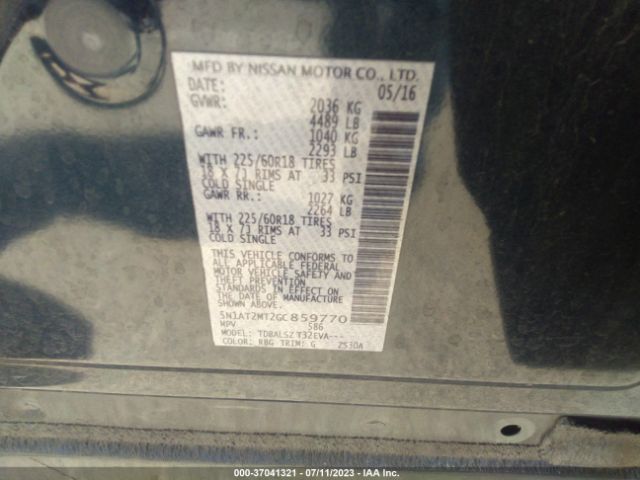 MFD BY NISSAN MOTOR CO., LTD.
DATE: 05/16
GVWR: 2036 KG
4489 LB
GAWR FR.: 1040 KG
2293 LB
WITH 225/60R18 TIRES
18 X 7J RIMS AT 33 PSI
COLD SINGLE
GAWR RR.: 1027 KG
2264 LB
WITH 225/60R18 TIRES
18 X 7J RIMS AT 33 PSI
COLD SINGLE
THIS VEHICLE CONFORMS TO
ALL APPLICABLE FEDERAL
MOTOR VEHICLE SAFETY AND
THEFT PREVENTION
STANDARDS IN EFFECT ON
THE DATE OF MANUFACTURE
SHOWN ABOVE.
5N1AT2MT2GC859770
MPV 586
MODEL: TDBALSZ T32EVA---
COLOR: RBG TRIM: G 2530A
000-37041321 - 07/11/2023 - IAA Inc.